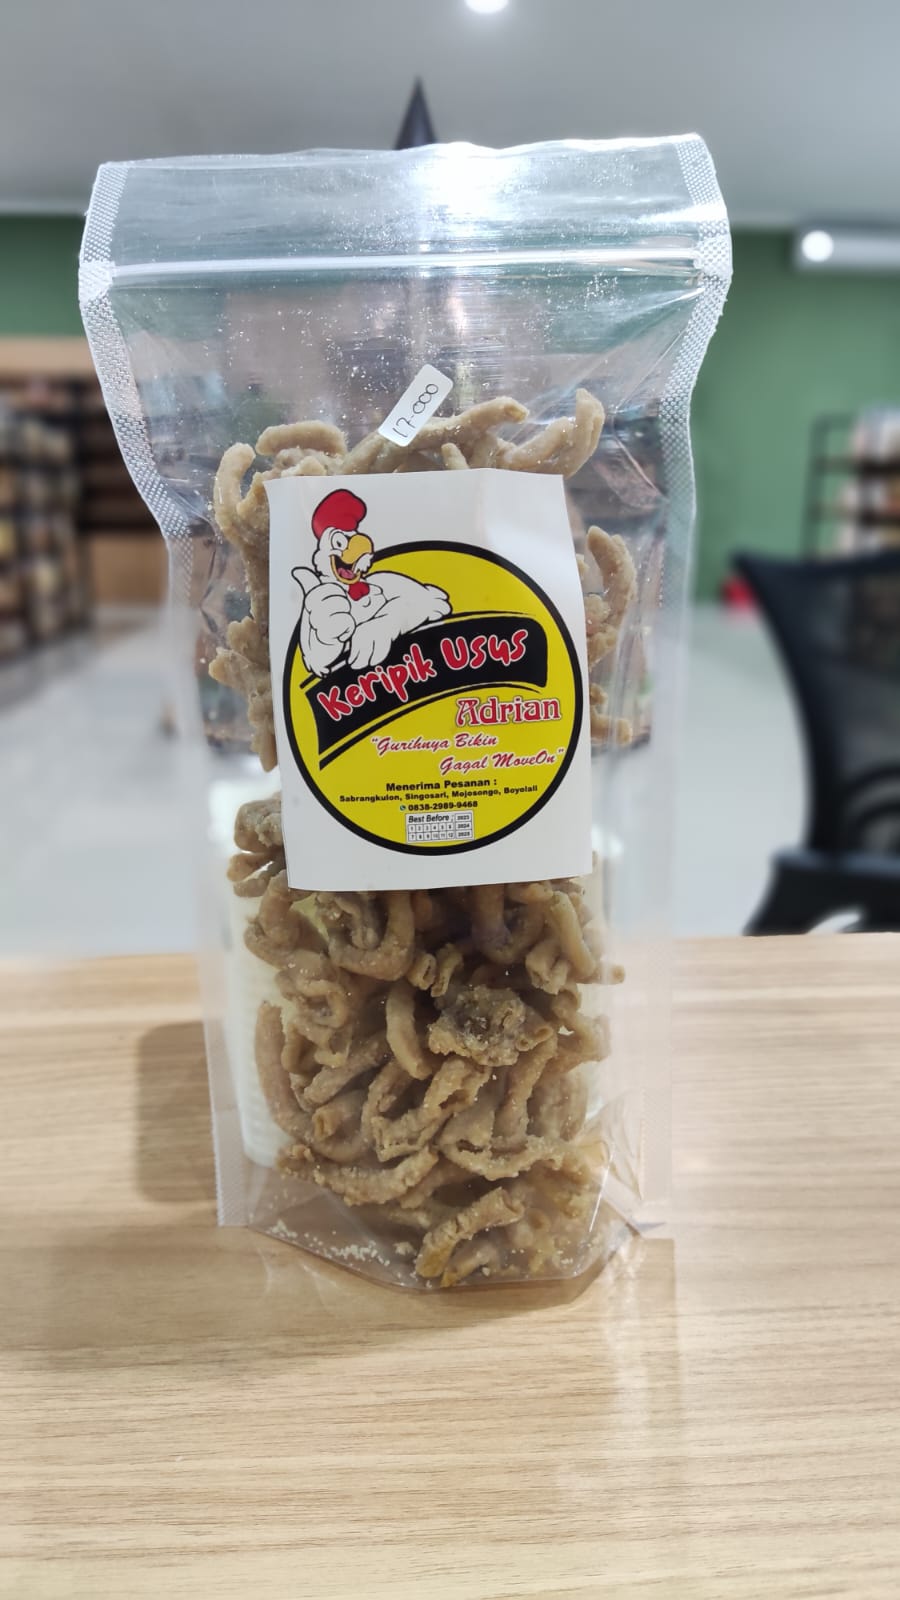 17-000
Keripik Usus
Adrian
"Gurihnya Bikin
Gagal MoveOn"
Menerima Pesanan :
Sabrangkulon, Singosari, Mojosongo, Boyolali
0838-2989-9468
Best Before : 2023
1 2 3 4 5 6 2024
7 8 9 10 11 12 2025